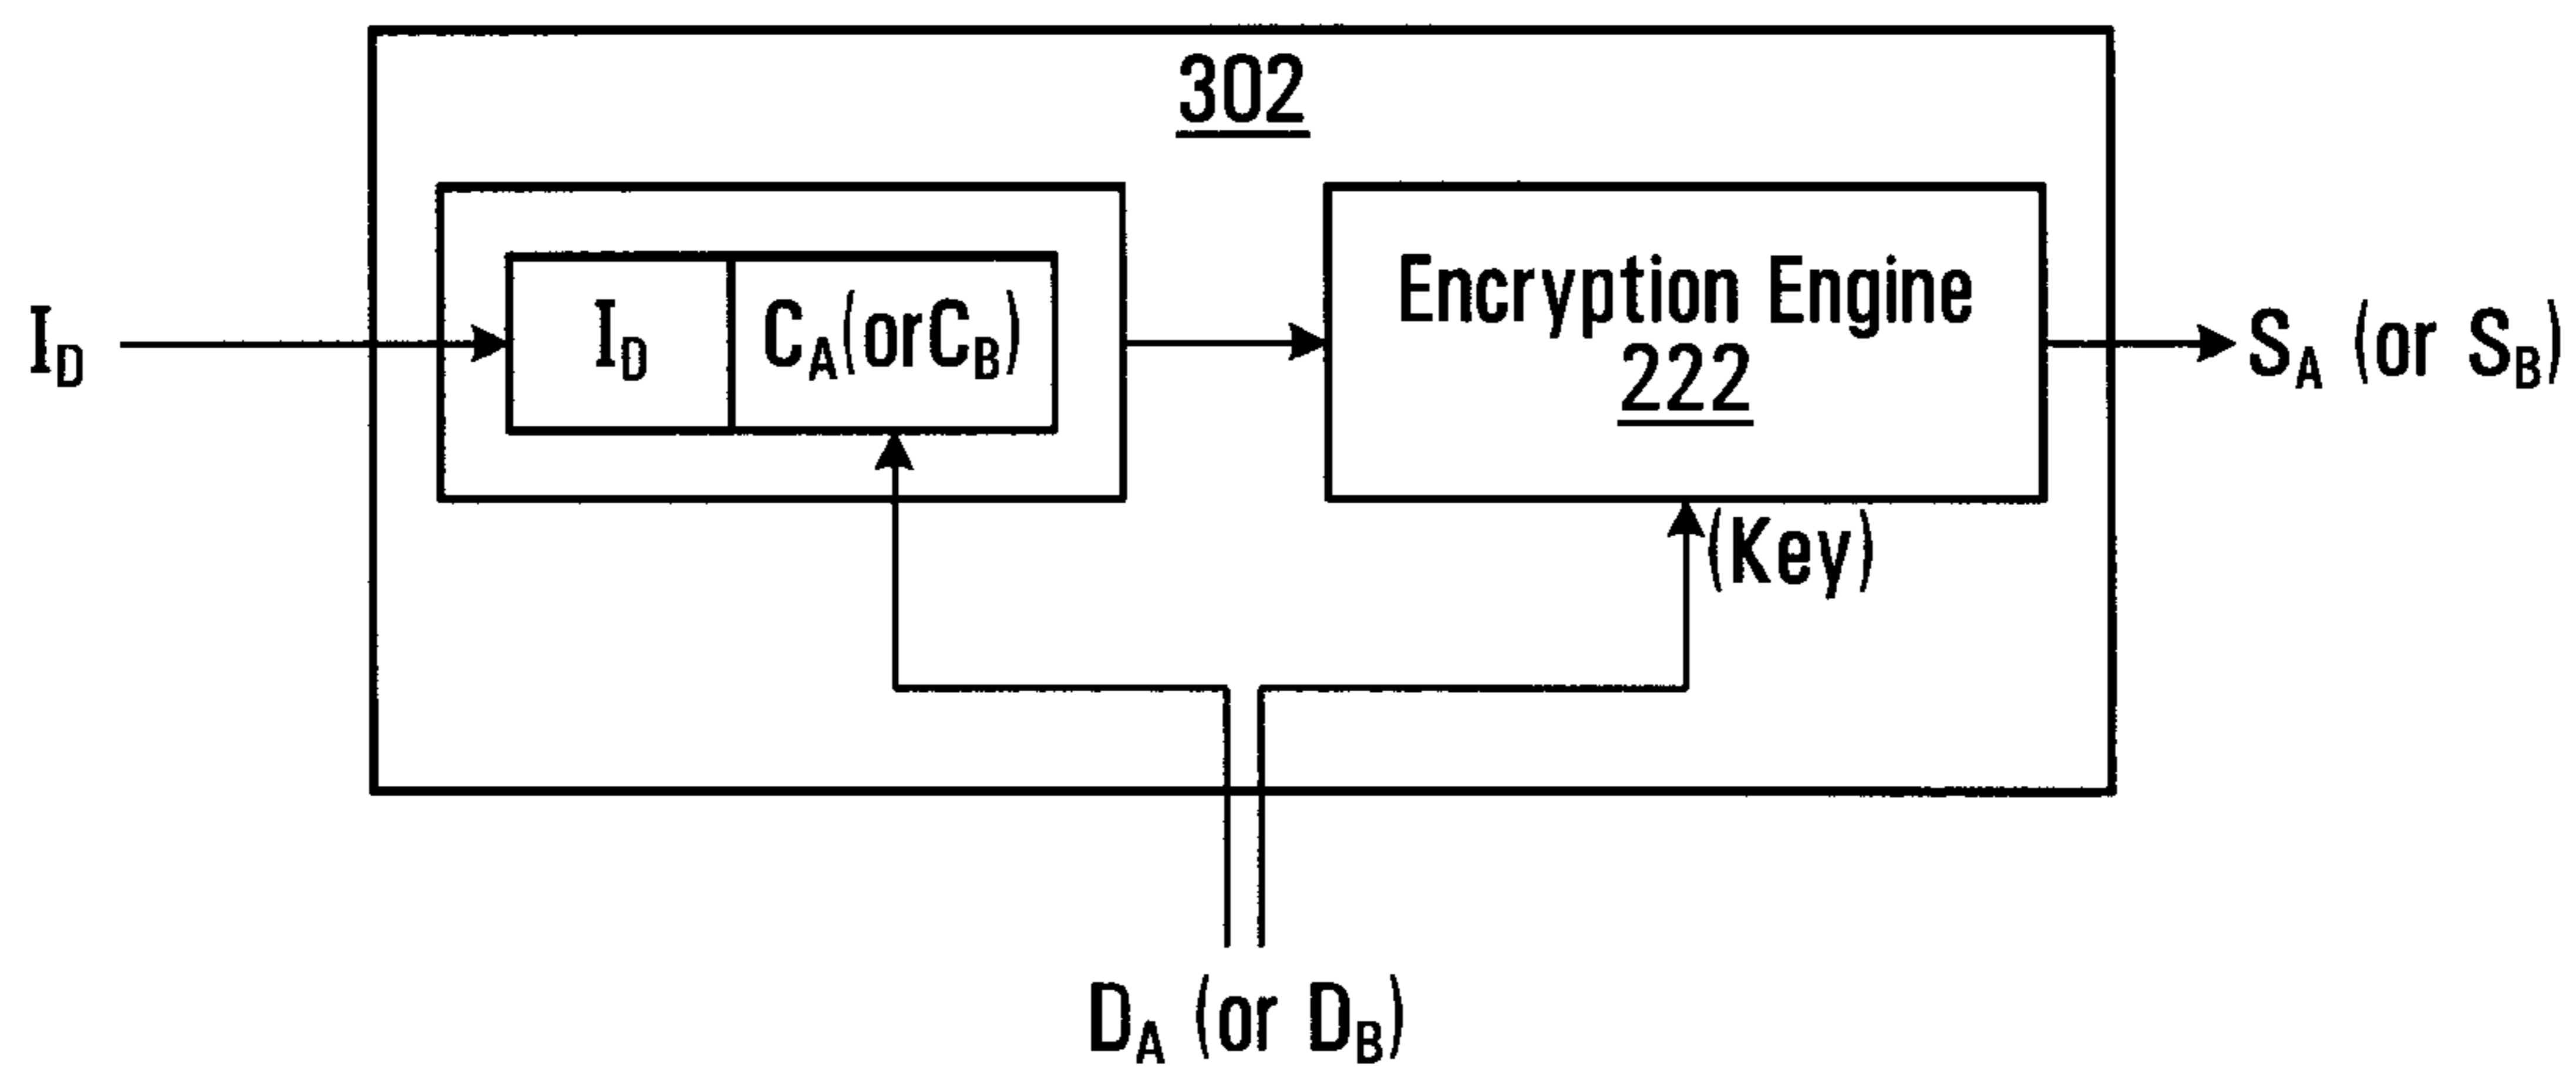 302
I_D
I_D
C_A(orC_B)
Encryption Engine
222
S_A (or S_B)
(Key)
D_A (or D_B)